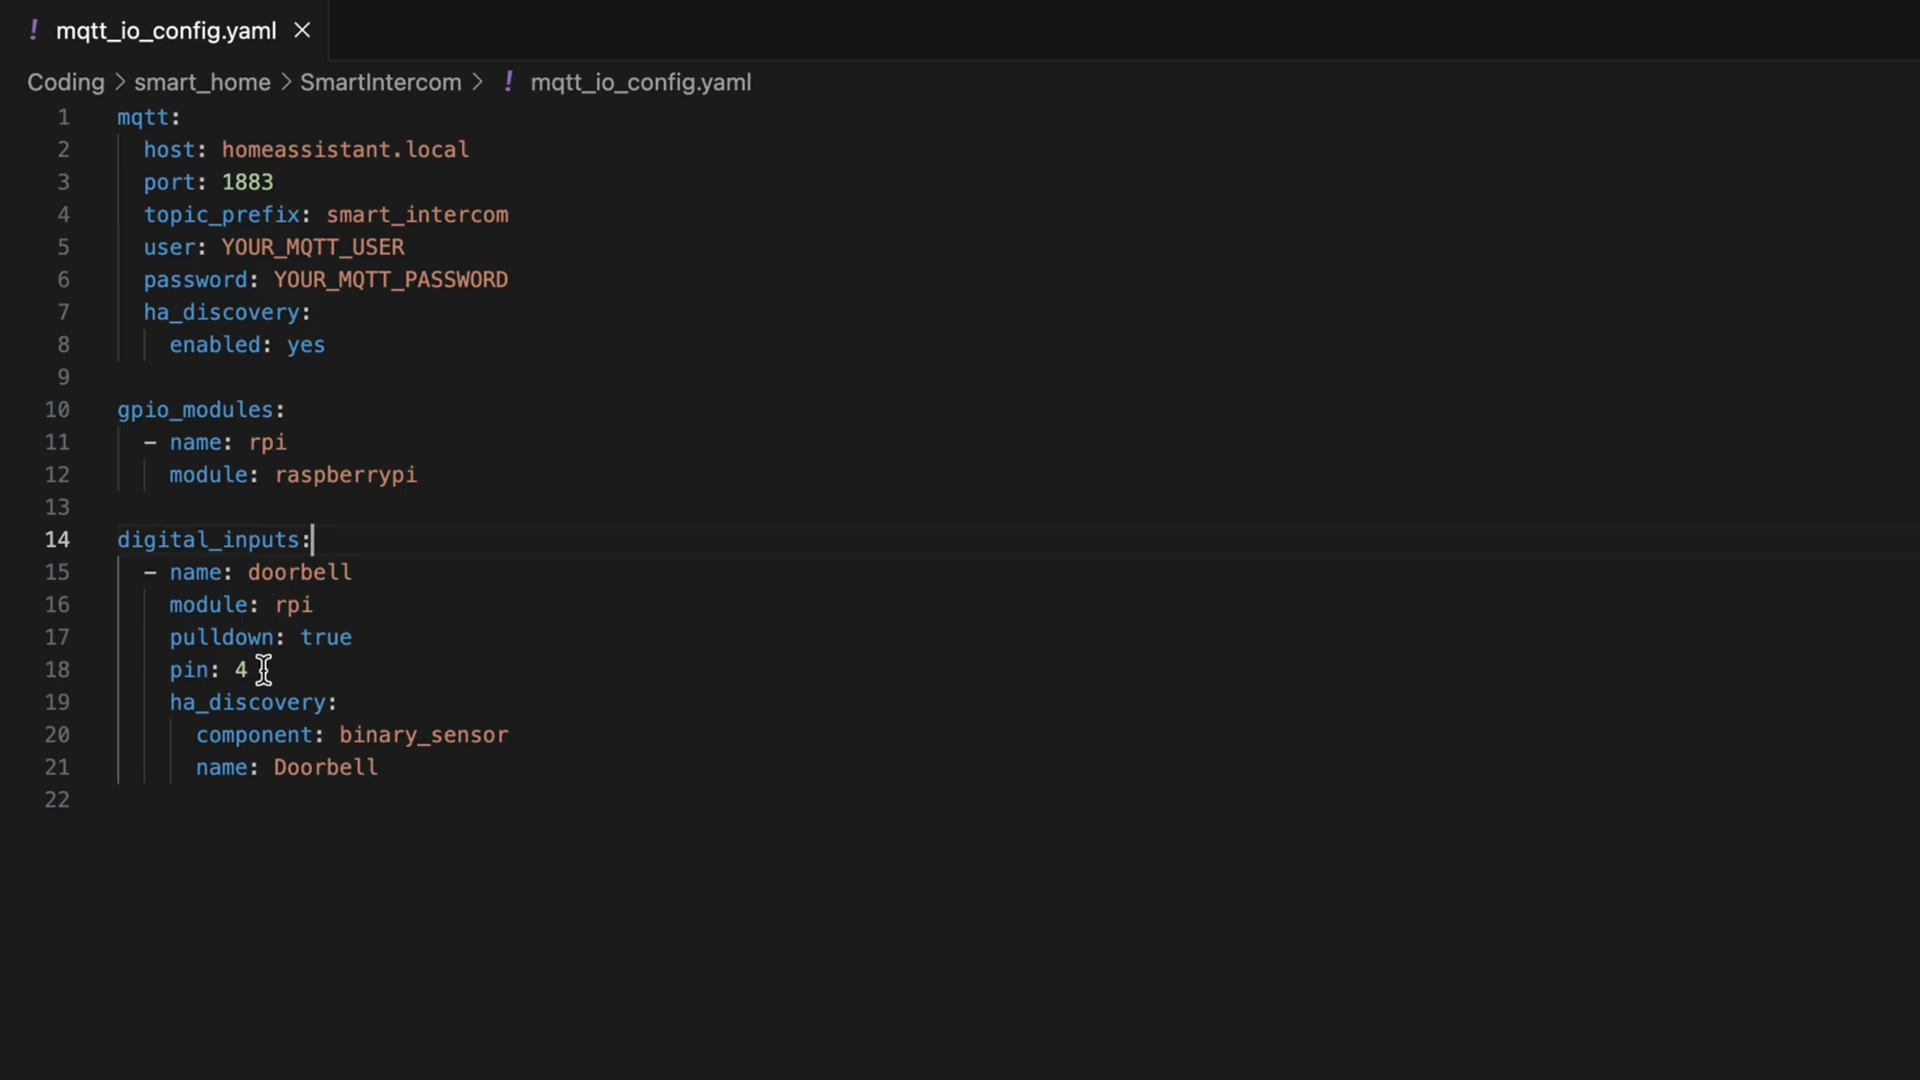 ! mqtt_io_config.yaml ×
Coding > smart_home > SmartIntercom > ! mqtt_io_config.yaml
1 mqtt:
2   host: homeassistant.local
3   port: 1883
4   topic_prefix: smart_intercom
5   user: YOUR_MQTT_USER
6   password: YOUR_MQTT_PASSWORD
7   ha_discovery:
8     enabled: yes
9
10 gpio_modules:
11   - name: rpi
12     module: raspberrypi
13
14 digital_inputs:
15   - name: doorbell
16     module: rpi
17     pulldown: true
18     pin: 4
19     ha_discovery:
20       component: binary_sensor
21       name: Doorbell
22